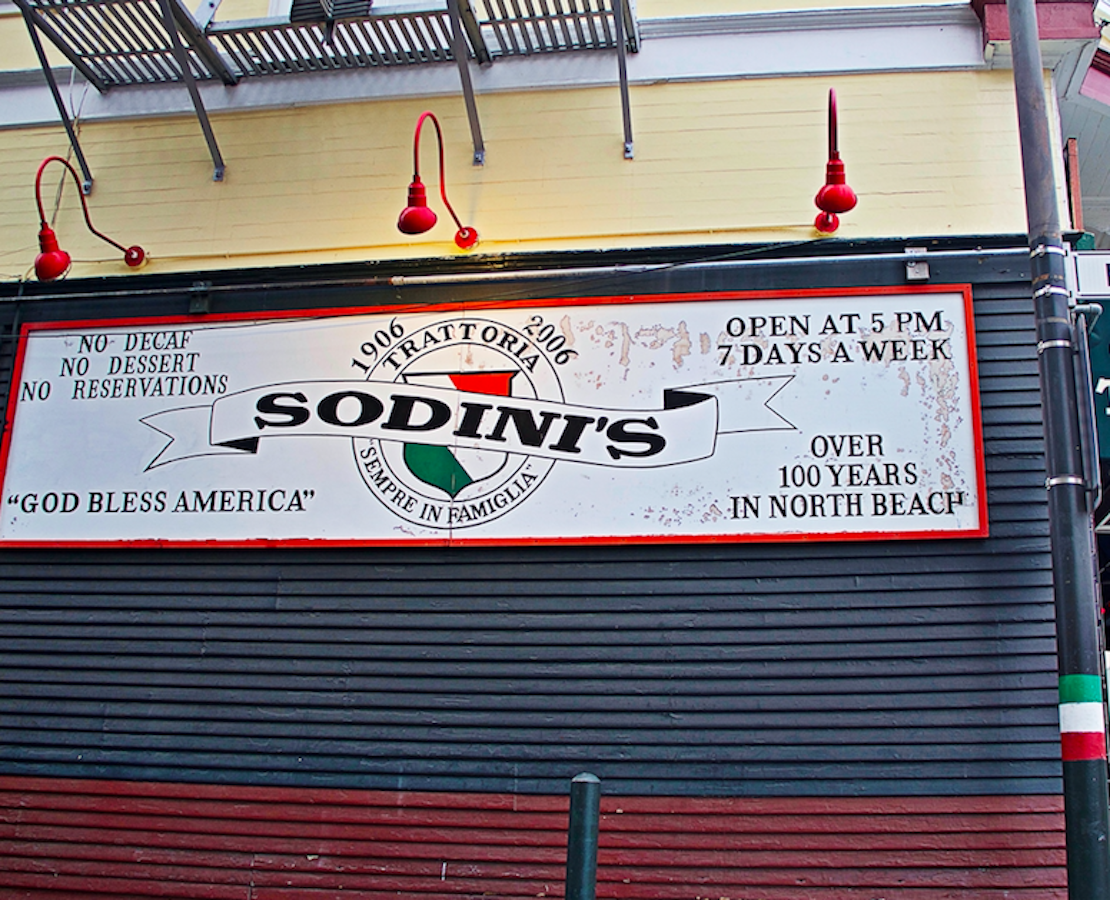 NO DECAF
NO DESSERT
NO RESERVATIONS
1906 2006
TRATTORIA
SODINI'S
"SEMPRE IN FAMIGLIA"
"GOD BLESS AMERICA"
OPEN AT 5 PM
7 DAYS A WEEK
OVER
100 YEARS
IN NORTH BEACH